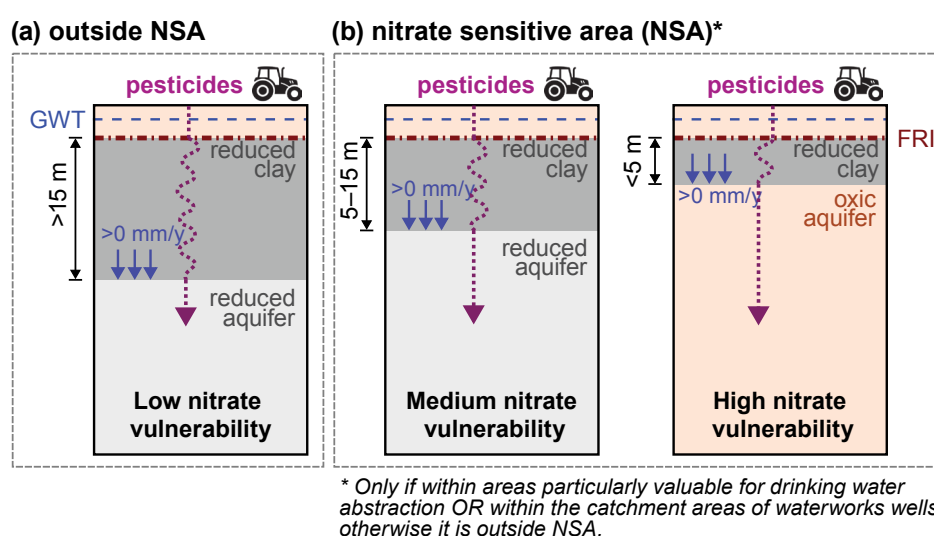 (a) outside NSA
(b) nitrate sensitive area (NSA)*
pesticides
GWT
reduced
clay
>15 m
>0 mm/y
reduced
aquifer
Low nitrate
vulnerability
pesticides
reduced
clay
5–15 m
>0 mm/y
reduced
aquifer
Medium nitrate
vulnerability
pesticides
FRI
reduced
clay
<5 m
>0 mm/y
oxic
aquifer
High nitrate
vulnerability
* Only if within areas particularly valuable for drinking water
abstraction OR within the catchment areas of waterworks wells
otherwise it is outside NSA.